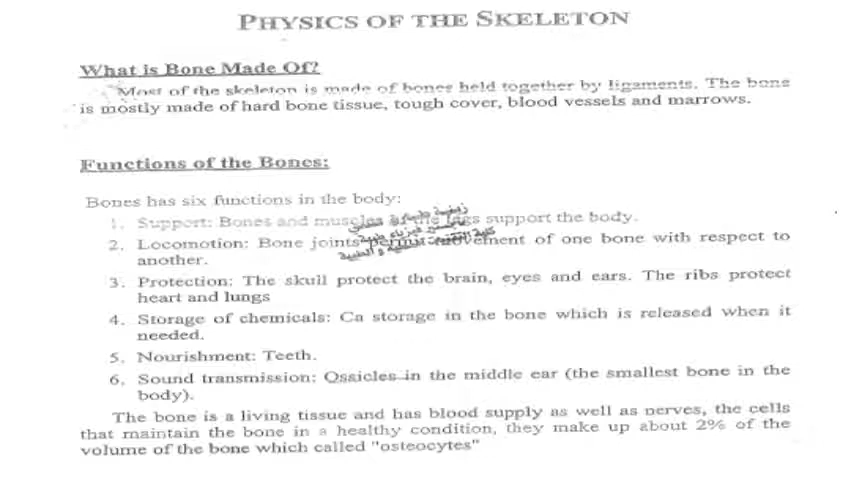 PHYSICS OF THE SKELETON
What is Bone Made Of?
Most of the skeleton is made of bones held together by ligaments. The bone
is mostly made of hard bone tissue, tough cover, blood vessels and marrows.
Functions of the Bones:
Bones has six functions in the body:
1. Support: Bones and muscles in the legs support the body.
2. Locomotion: Bone joints permit movement of one bone with respect to
another.
3. Protection: The skull protect the brain, eyes and ears. The ribs protect
heart and lungs
4. Storage of chemicals: Ca storage in the bone which is released when it
needed.
5. Nourishment: Teeth.
6. Sound transmission: Ossicles in the middle ear (the smallest bone in the
body).
The bone is a living tissue and has blood supply as well as nerves, the cells
that maintain the bone in a healthy condition, they make up about 2% of the
volume of the bone which called "osteocytes"